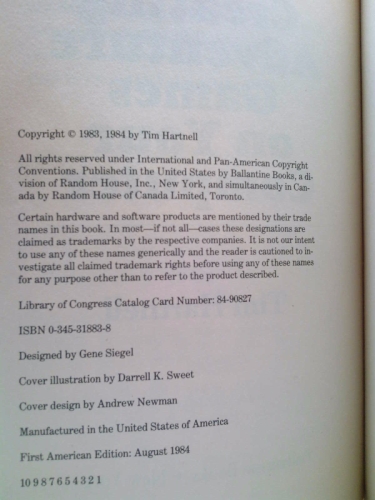 Copyright © 1983, 1984 by Tim Hartnell
All rights reserved under International and Pan-American Copyright
Conventions. Published in the United States by Ballantine Books, a di-
vision of Random House, Inc., New York, and simultaneously in Can-
ada by Random House of Canada Limited, Toronto.
Certain hardware and software products are mentioned by their trade
names in this book. In most—if not all—cases these designations are
claimed as trademarks by the respective companies. It is not our intent
to use any of these names generically and the reader is cautioned to in-
vestigate all claimed trademark rights before using any of these names
for any purpose other than to refer to the product described.
Library of Congress Catalog Card Number: 84-90827
ISBN 0-345-31883-8
Designed by Gene Siegel
Cover illustration by Darrell K. Sweet
Cover design by Andrew Newman
Manufactured in the United States of America
First American Edition: August 1984
10 9 8 7 6 5 4 3 2 1